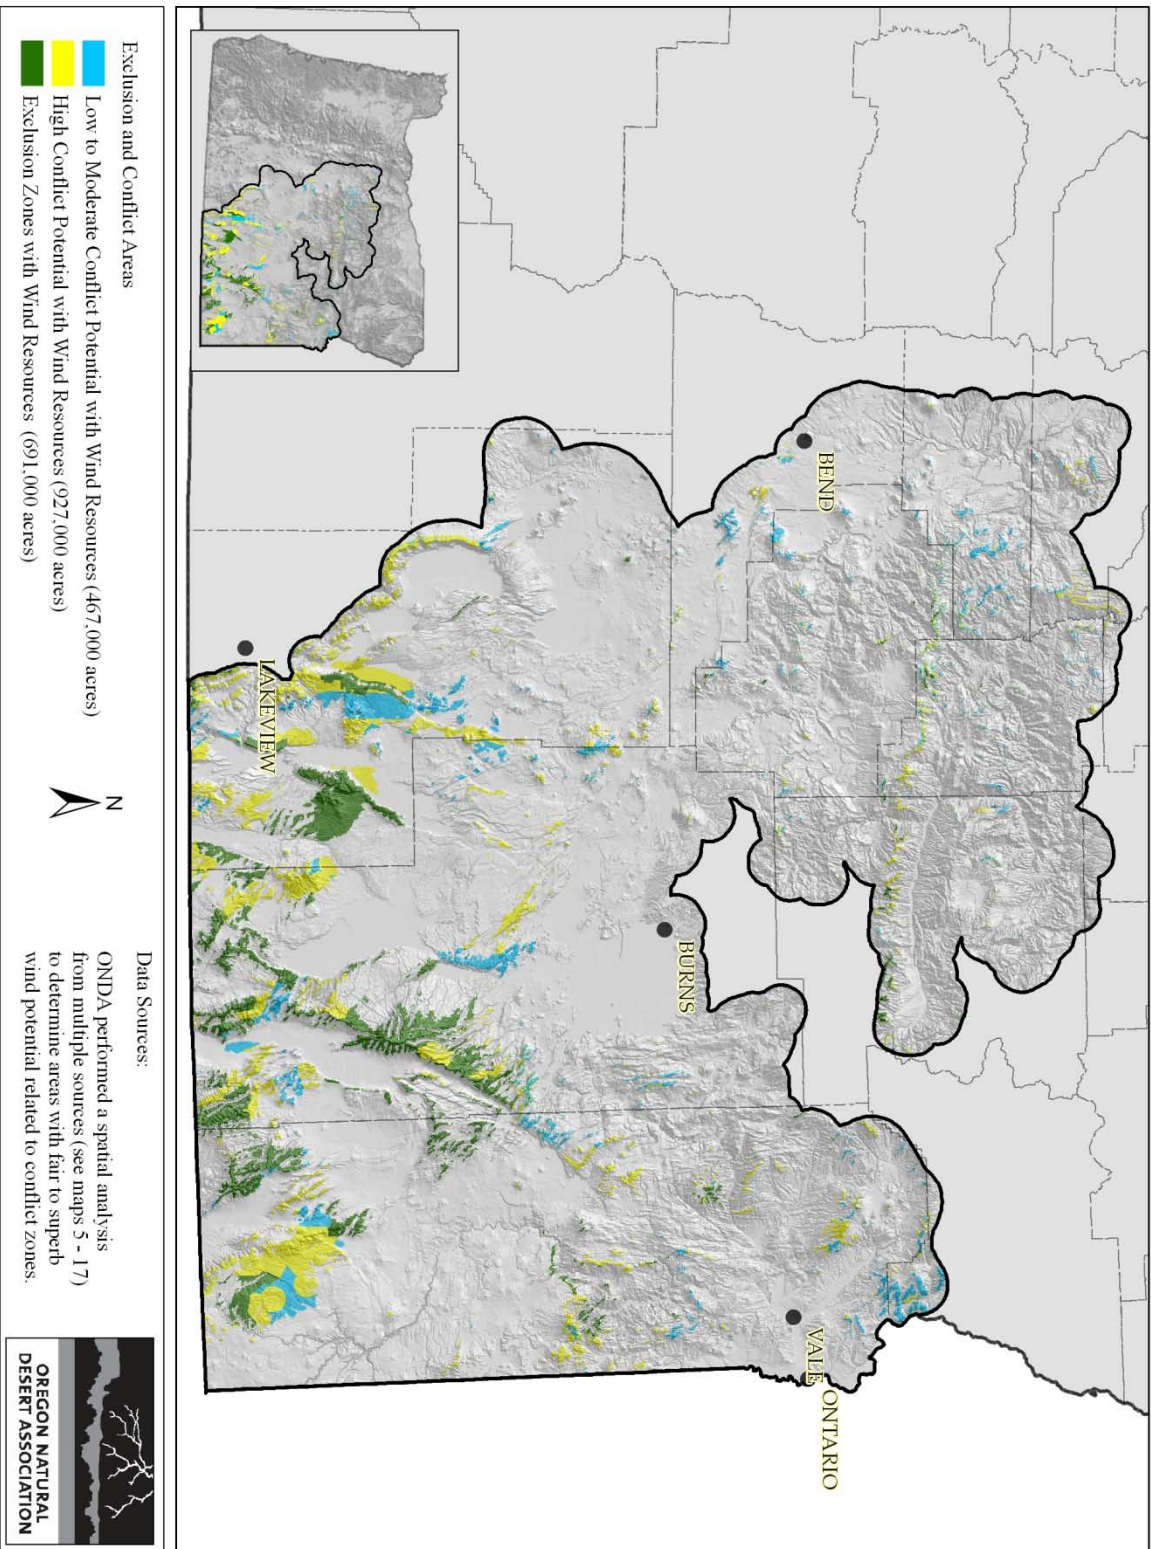 BEND
BURNS
VALE
ONTARIO
LAKEVIEW
Exclusion and Conflict Areas
Low to Moderate Conflict Potential with Wind Resources (467,000 acres)
High Conflict Potential with Wind Resources (927,000 acres)
Exclusion Zones with Wind Resources (691,000 acres)
N
Data Sources:
ONDA performed a spatial analysis
from multiple sources (see maps 5 - 17)
to determine areas with fair to superb
wind potential related to conflict zones.
OREGON NATURAL
DESERT ASSOCIATION